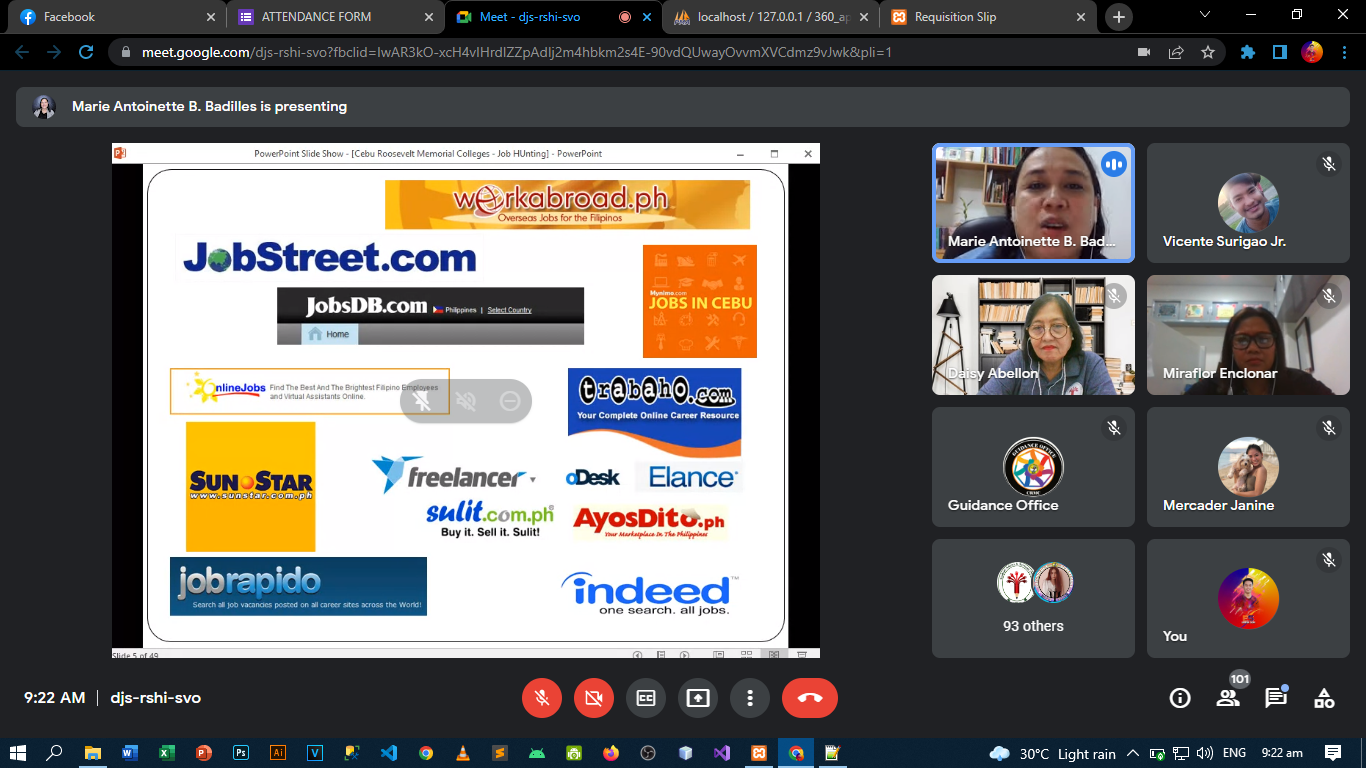 Facebook
ATTENDANCE FORM
Meet - djs-rshi-svo
localhost / 127.0.0.1 / 360_ap
Requisition Slip
meet.google.com/djs-rshi-svo?fbclid=IwAR3kO-xcH4vIHrdIZZpAdIj2m4hbkm2s4E-90vdQUwayOvvmXVCdmz9vJwk&pli=1
Marie Antoinette B. Badilles is presenting
PowerPoint Slide Show - [Cebu Roosevelt Memorial Colleges - Job HUnting] - PowerPoint
workabroad.ph
Overseas Jobs for the Filipinos
JobStreet.com
JobsDB.com Philippines | Select Country
Home
Mynimo.com
JOBS IN CEBU
OnlineJobs Find The Best And The Brightest Filipino Employees
and Virtual Assistants Online.
trabaho.com
Your Complete Online Career Resource
SUN STAR
www.sunstar.com.ph
freelancer
oDesk
Elance
sulit.com.ph
Buy it. Sell it. Sulit!
AyosDito.ph
Your Marketplace In The Philippines
jobrapido
Search all job vacancies posted on all career sites across the World!
indeed™
one search. all jobs.
Slide 5 of 49
Marie Antoinette B. Bad...
Vicente Surigao Jr.
Daisy Abellon
Miraflor Enclonar
GUIDANCE OFFICE
CRMC
Guidance Office
Mercader Janine
93 others
You
9:22 AM | djs-rshi-svo
101
30°C Light rain
ENG
9:22 am